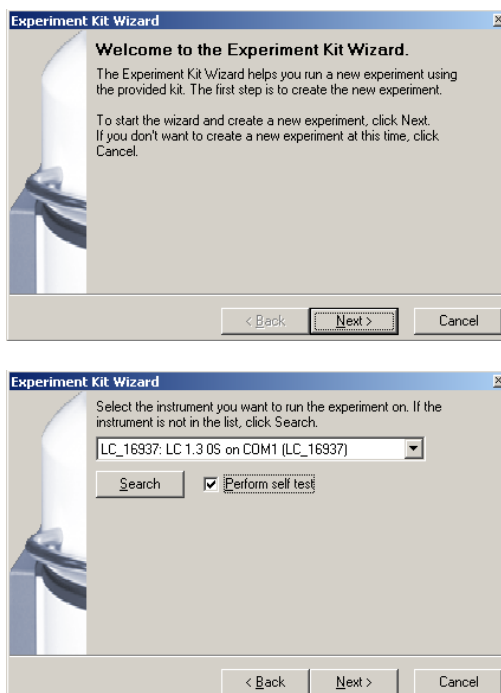 Experiment Kit Wizard
Welcome to the Experiment Kit Wizard.
The Experiment Kit Wizard helps you run a new experiment using
the provided kit. The first step is to create the new experiment.
To start the wizard and create a new experiment, click Next.
If you don't want to create a new experiment at this time, click
Cancel.
< Back Next > Cancel
Experiment Kit Wizard
Select the instrument you want to run the experiment on. If the
instrument is not in the list, click Search.
LC_16937: LC 1.3 0S on COM1 (LC_16937)
Search Perform self test
< Back Next > Cancel